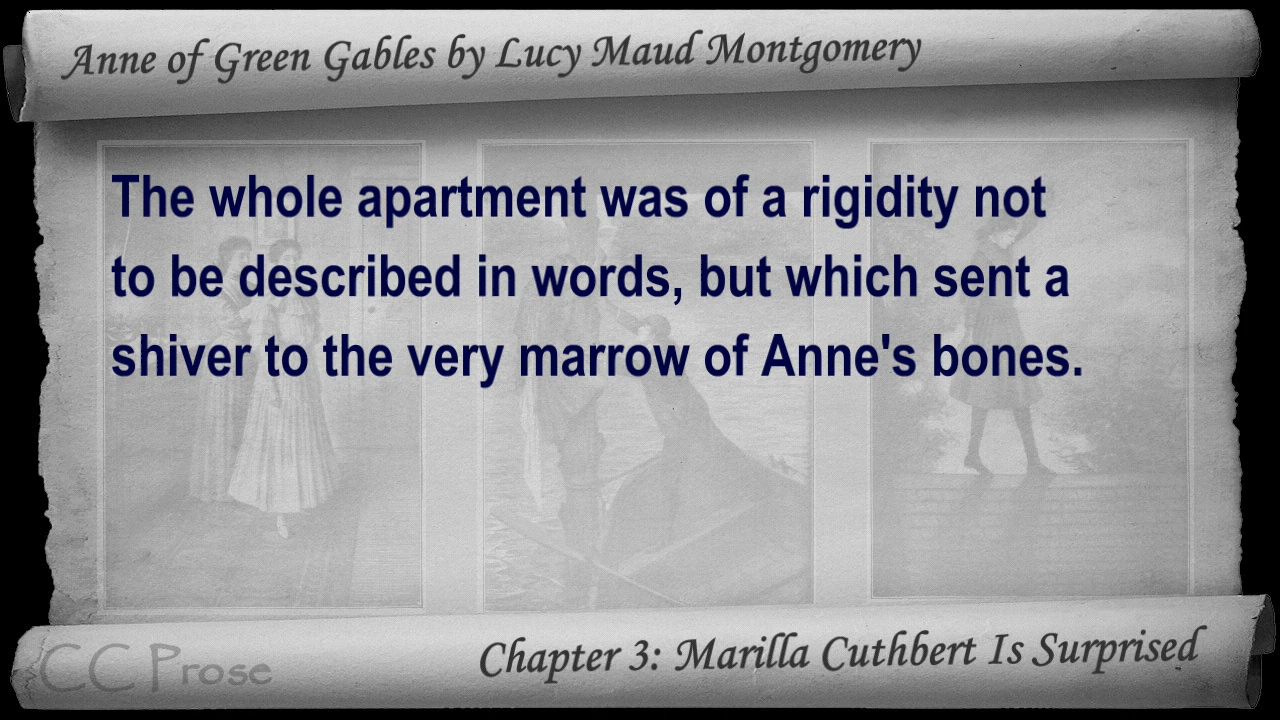 Anne of Green Gables by Lucy Maud Montgomery
The whole apartment was of a rigidity not
to be described in words, but which sent a
shiver to the very marrow of Anne's bones.
Chapter 3: Marilla Cuthbert Is Surprised
CC Prose